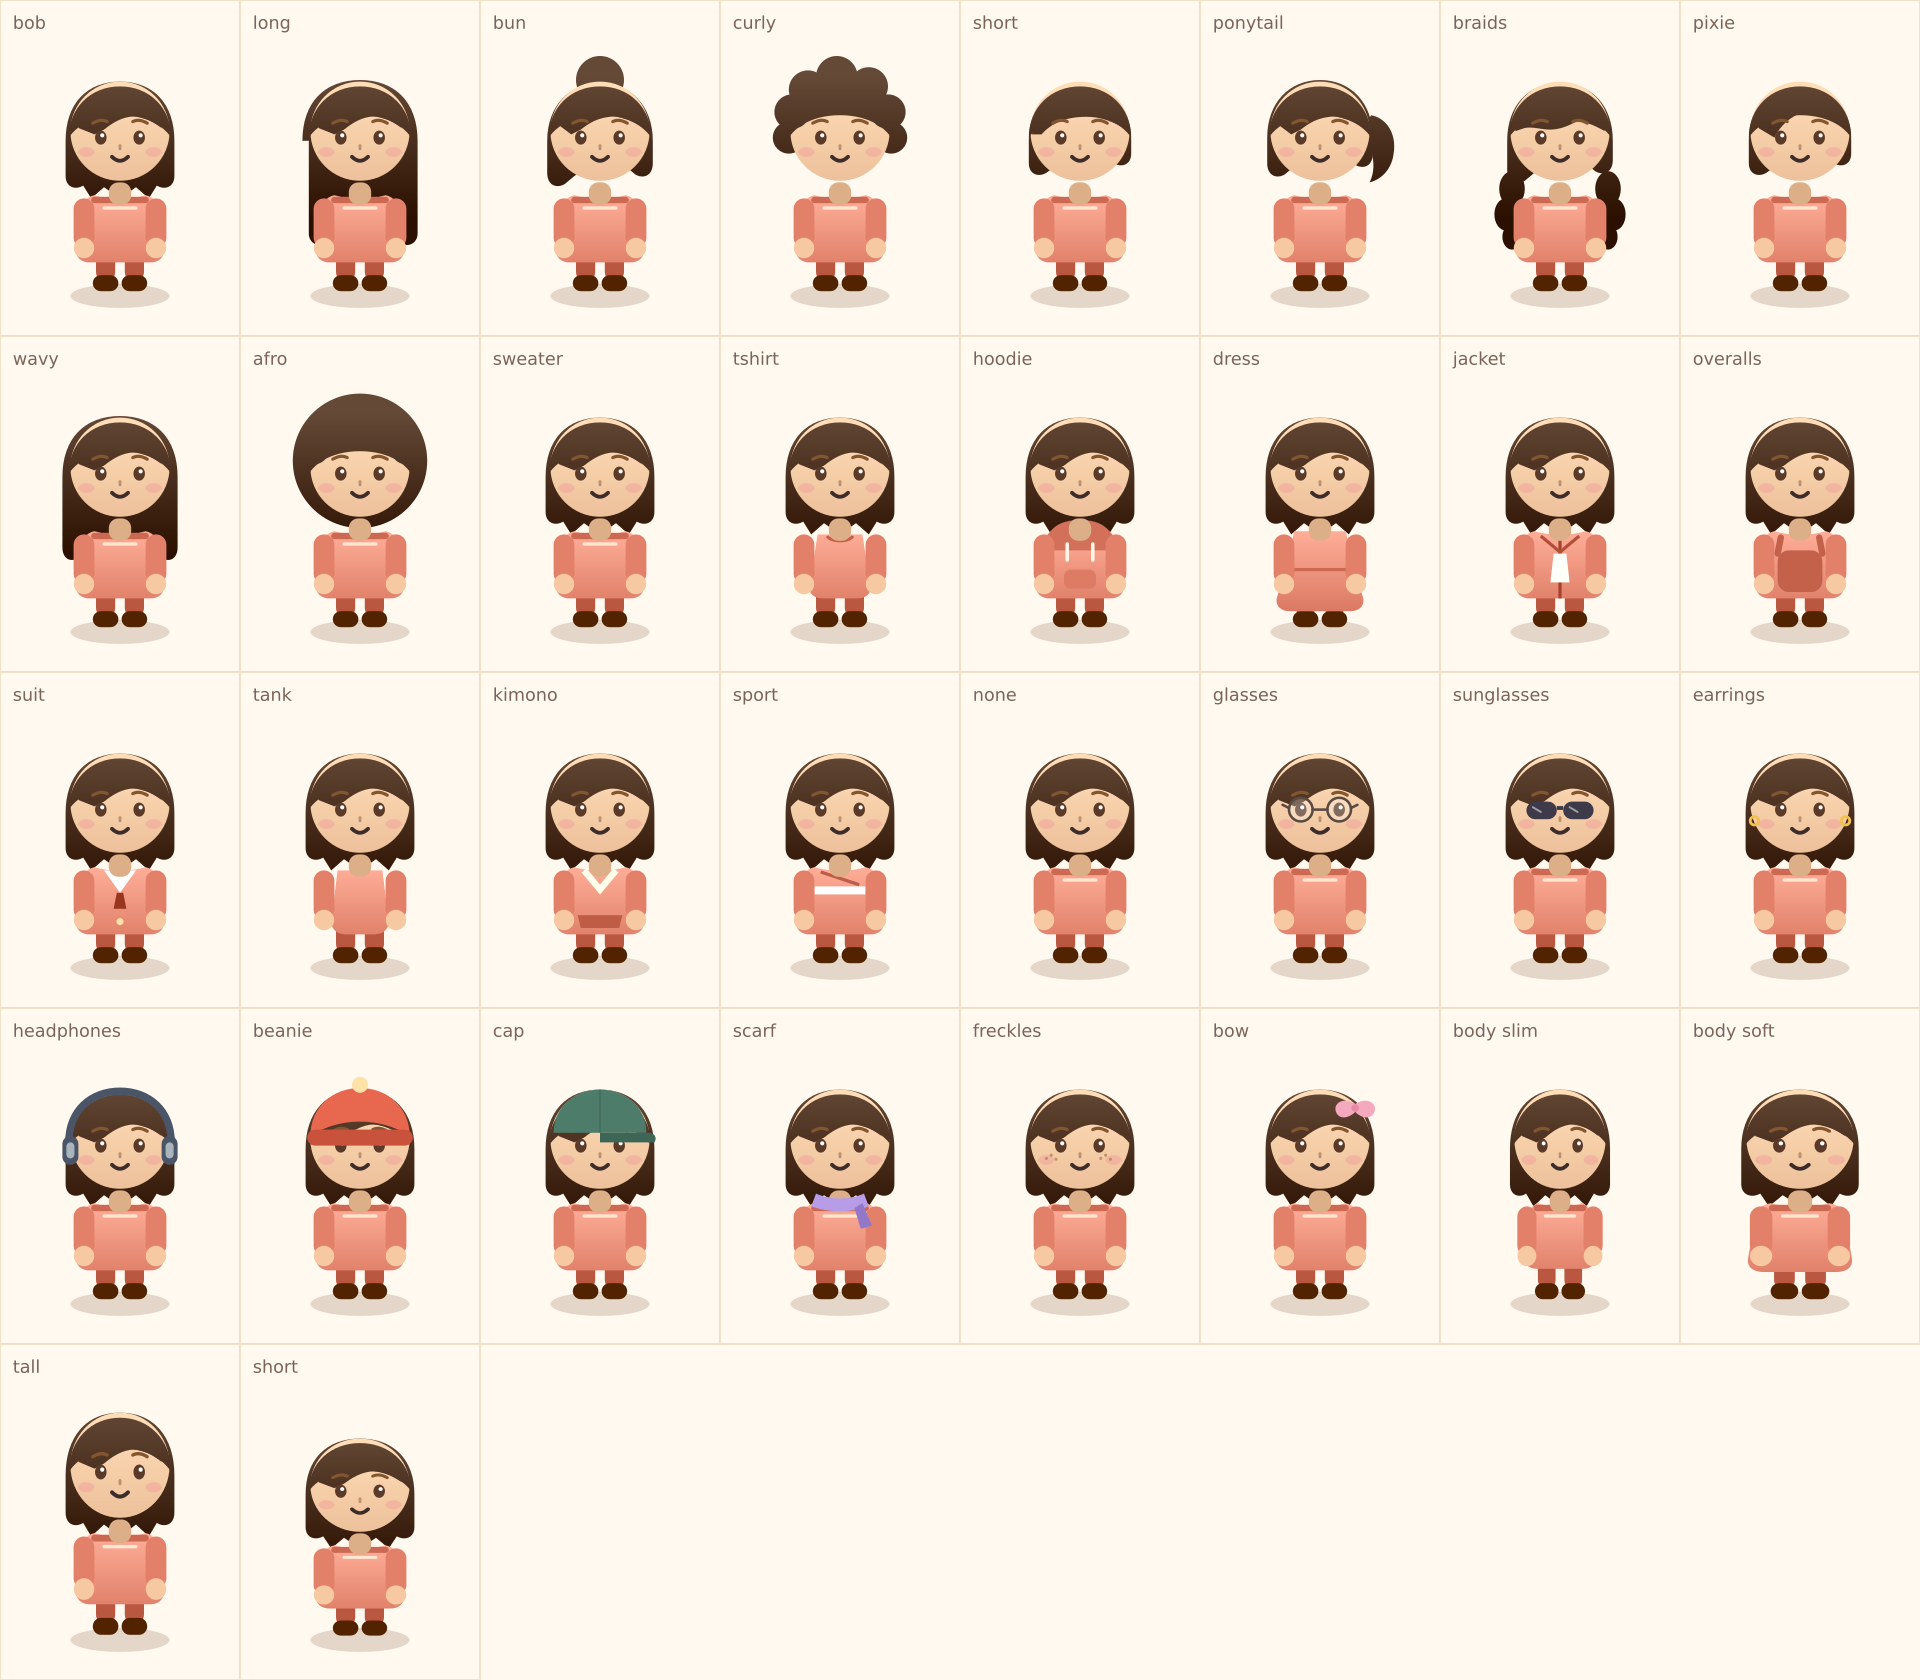 bob
long
bun
curly
short
ponytail
braids
pixie
wavy
afro
sweater
tshirt
hoodie
dress
jacket
overalls
suit
tank
kimono
sport
none
glasses
sunglasses
earrings
headphones
beanie
cap
scarf
freckles
bow
body slim
body soft
tall
short